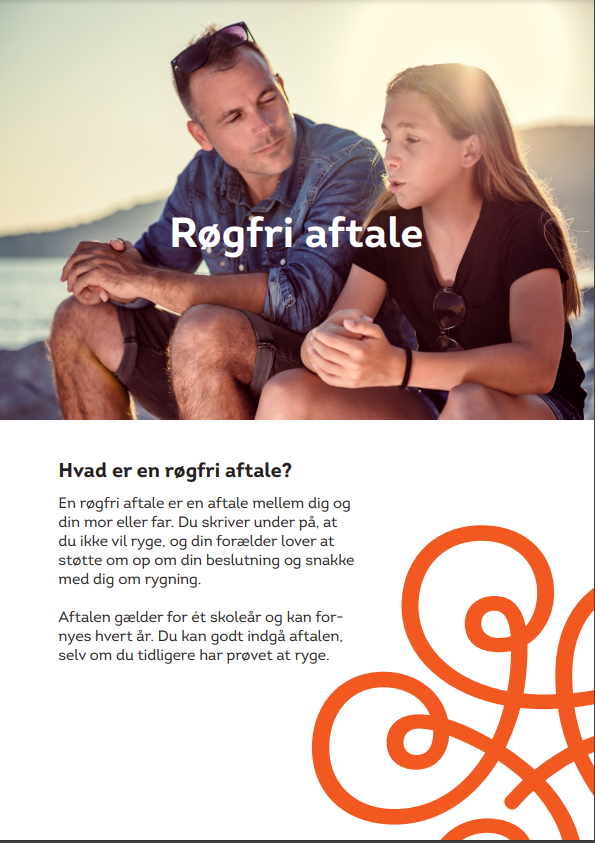 Røgfri aftale
Hvad er en røgfri aftale?
En røgfri aftale er en aftale mellem dig og
din mor eller far. Du skriver under på, at
du ikke vil ryge, og din forælder lover at
støtte om op om din beslutning og snakke
med dig om rygning.
Aftalen gælder for ét skoleår og kan for-
nyes hvert år. Du kan godt indgå aftalen,
selv om du tidligere har prøvet at ryge.